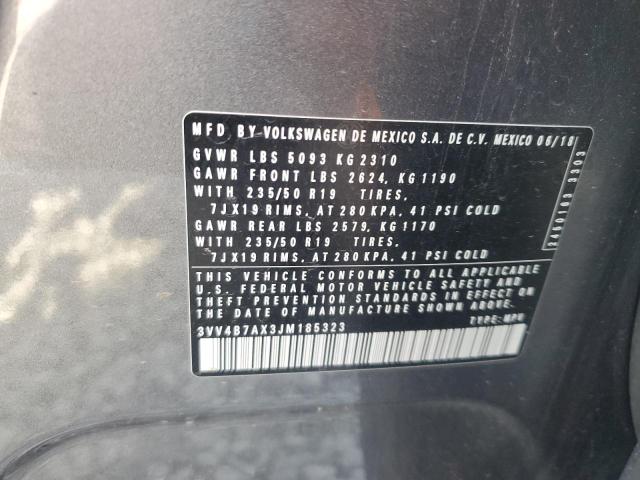 MFD BY VOLKSWAGEN DE MEXICO S.A. DE C.V. MEXICO 06/18
GVWR LBS 5093 KG 2310
GAWR FRONT LBS 2624, KG 1190
WITH 235/50 R19 TIRES,
7JX19 RIMS, AT 280 KPA, 41 PSI COLD
GAWR REAR LBS 2579, KG 1170
WITH 235/50 R19 TIRES,
7JX19 RIMS, AT 280 KPA, 41 PSI COLD
THIS VEHICLE CONFORMS TO ALL APPLICABLE
U.S. FEDERAL MOTOR VEHICLE SAFETY AND
THEFT PREVENTION STANDARDS IN EFFECT ON
THE DATE OF MANUFACTURE SHOWN ABOVE.
3VV4B7AX3JM185323 TYPE: MPV
3303